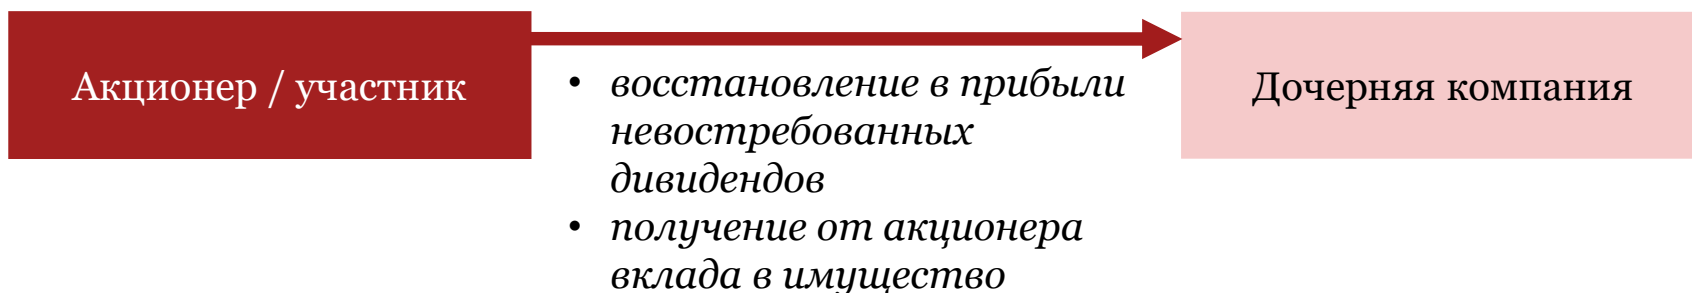 Акционер / участник
• восстановление в прибыли
невостребованных
дивидендов
• получение от акционера
вклада в имущество
Дочерняя компания